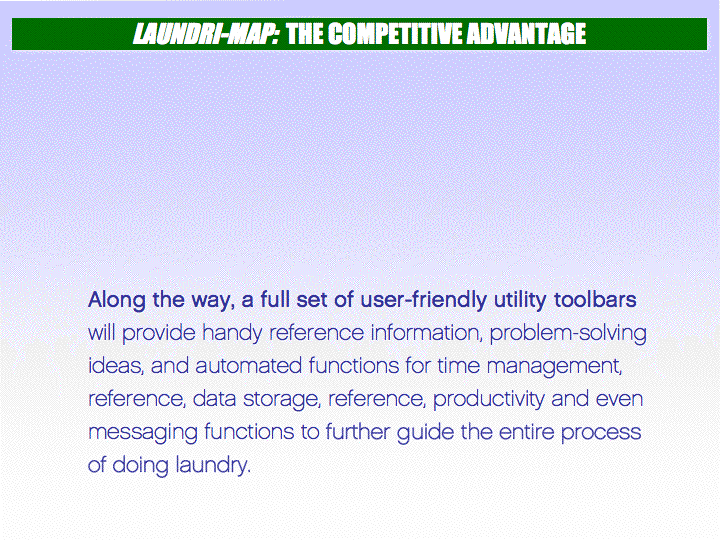 LAUNDRI-MAP: THE COMPETITIVE ADVANTAGE
Along the way, a full set of user-friendly utility toolbars
will provide handy reference information, problem-solving
ideas, and automated functions for time management,
reference, data storage, reference, productivity and even
messaging functions to further guide the entire process
of doing laundry.